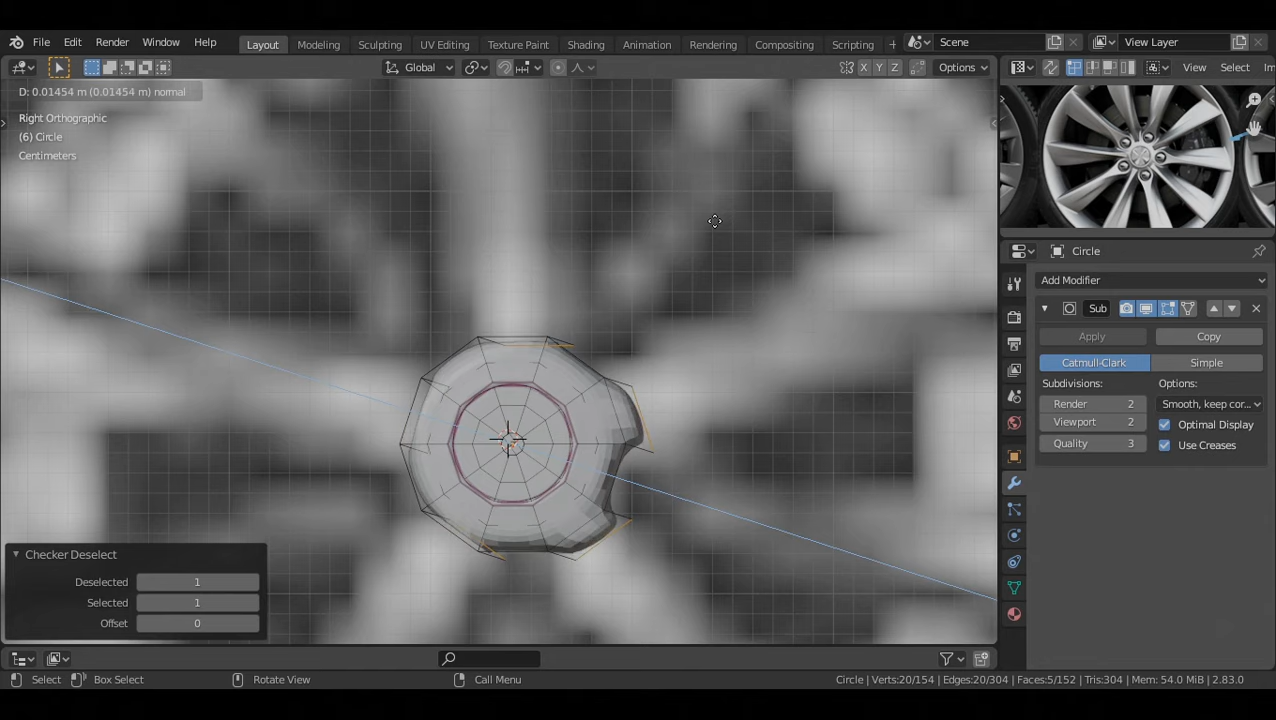 File Edit Render Window Help Layout Modeling Sculpting UV Editing Texture Paint Shading Animation Rendering Compositing Scripting + Scene View Layer
Global X Y Z Options View Select
D: 0.01454 m (0.01454 m) normal
Right Orthographic
(6) Circle
Centimeters
Circle
Add Modifier
Sub
Apply Copy
Catmull-Clark Simple
Subdivisions: Options:
Render 2 Smooth, keep cor..
Viewport 2 Optimal Display
Quality 3 Use Creases
Checker Deselect
Deselected 1
Selected 1
Offset 0
Select Box Select Rotate View Call Menu Circle | Verts:20/154 | Edges:20/304 | Faces:5/152 | Tris:304 | Mem: 54.0 MiB | 2.83.0